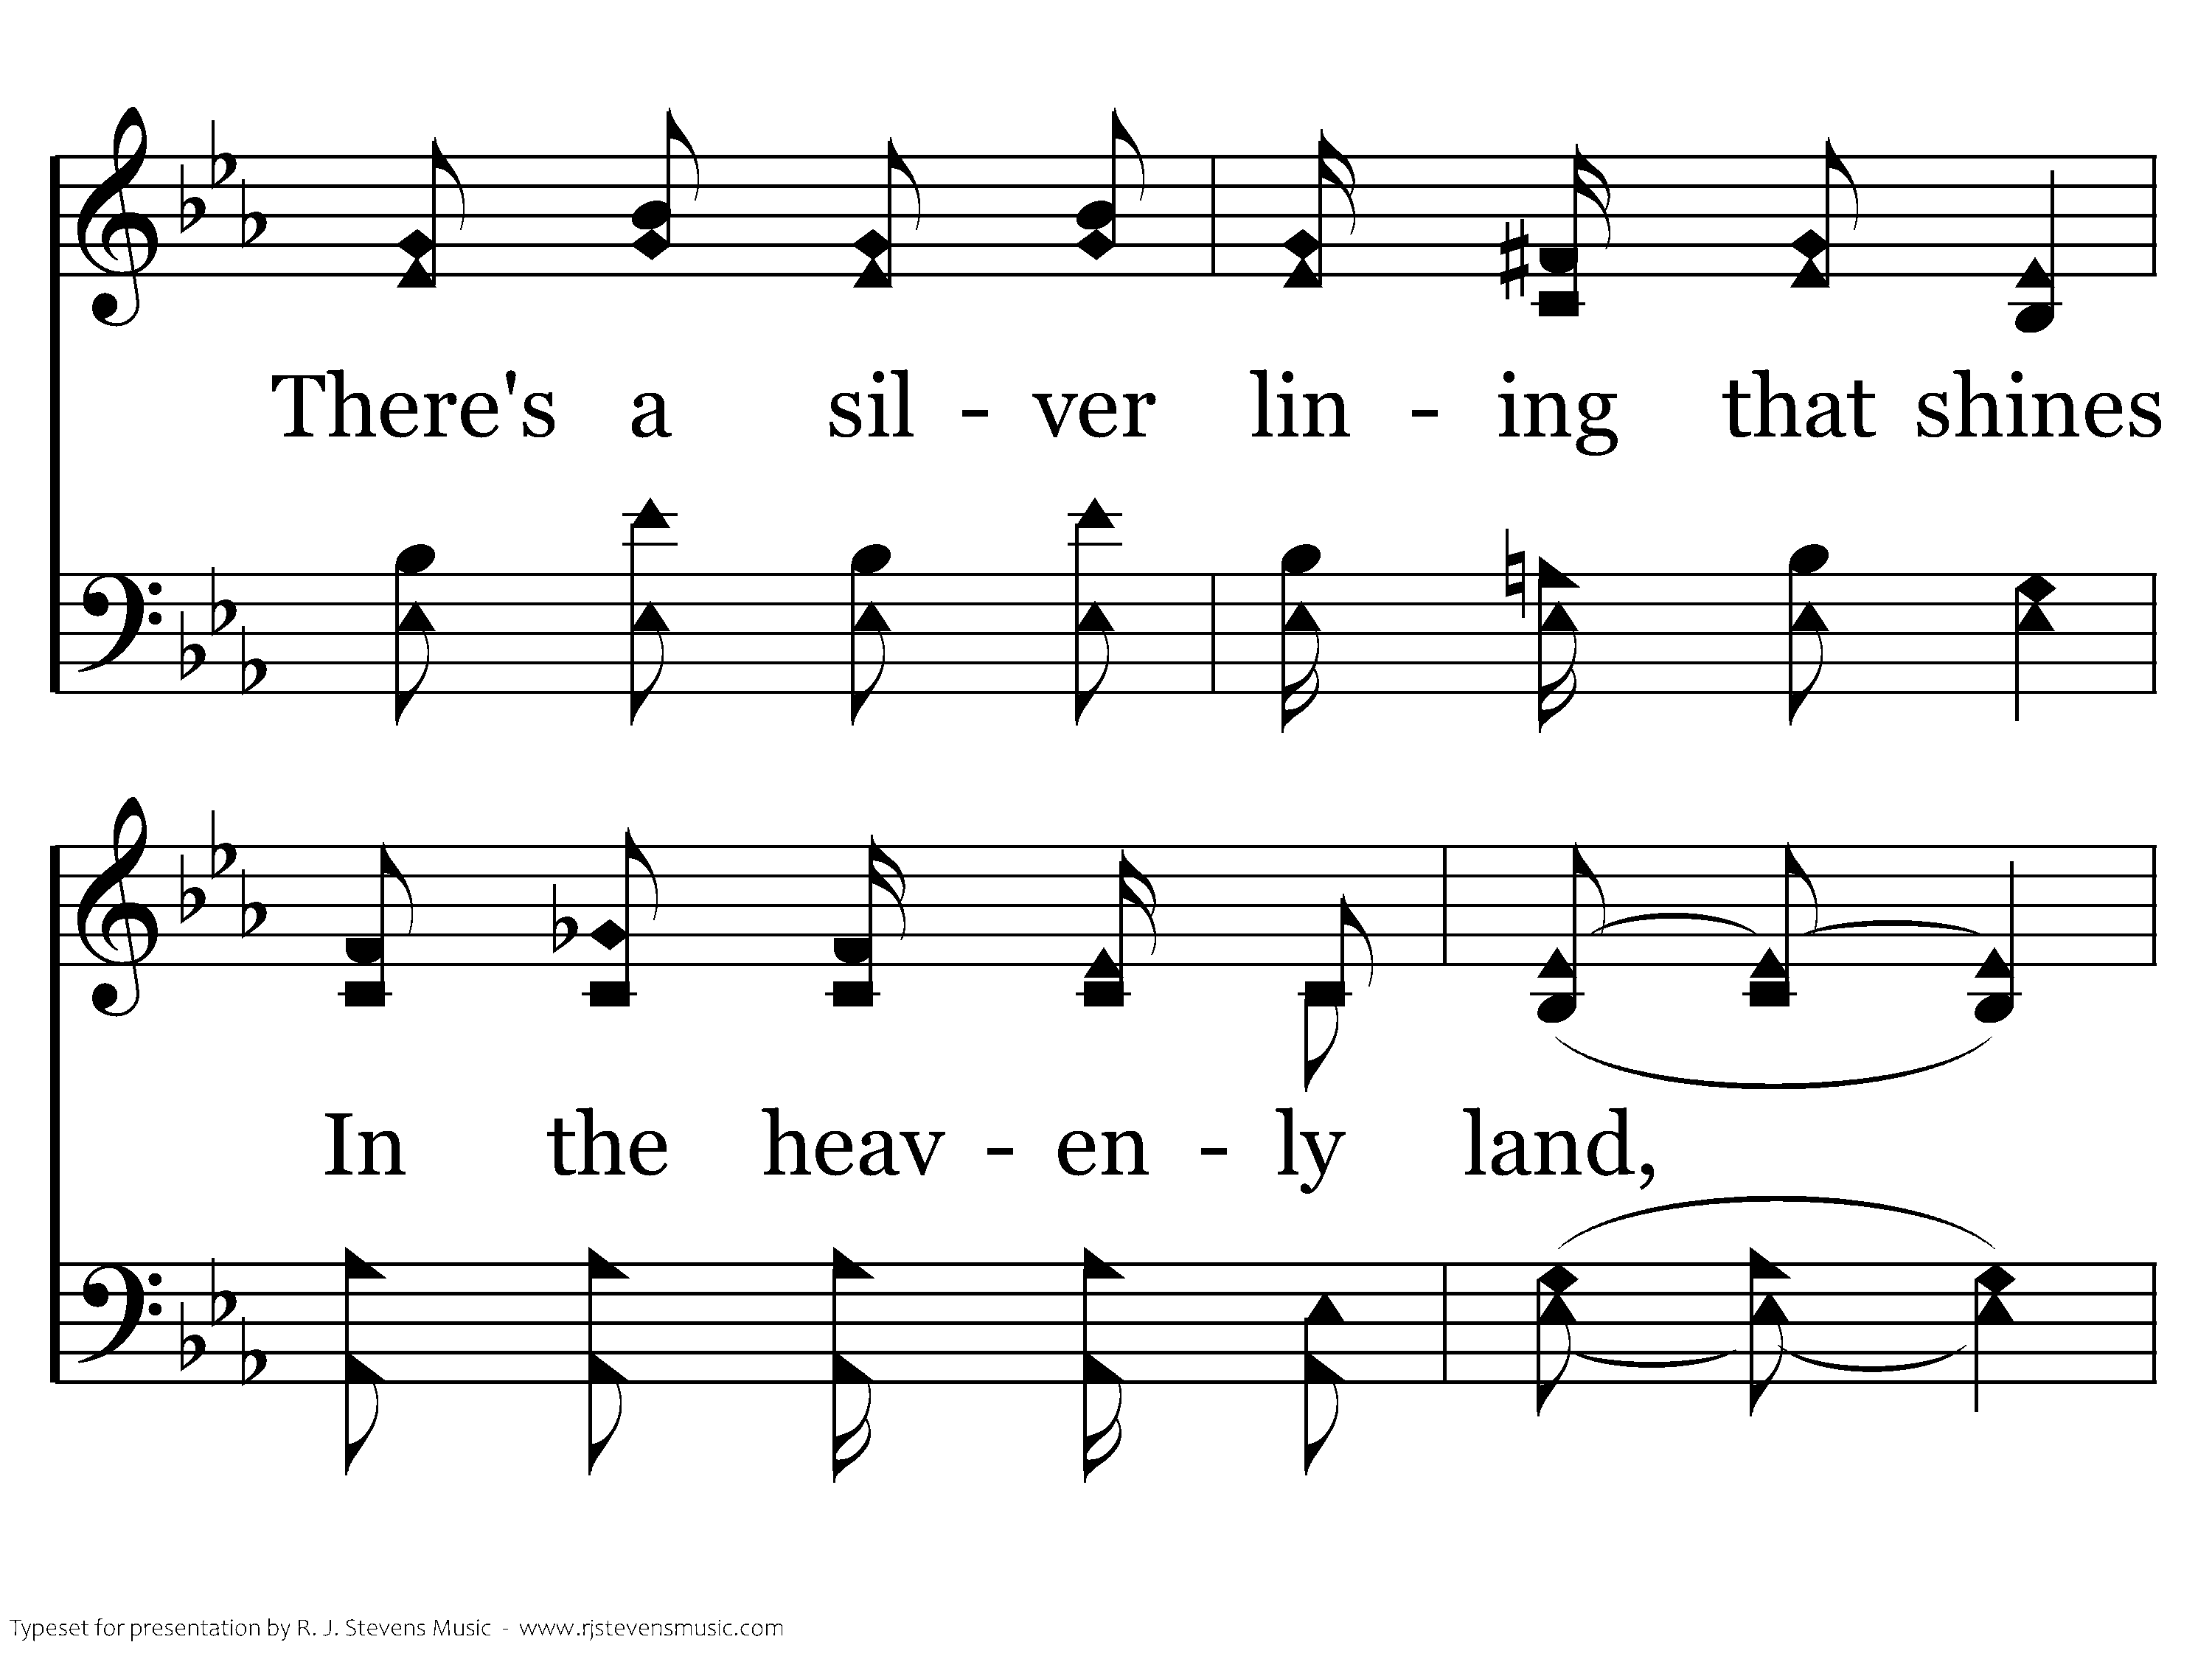 There's a sil - ver lin - ing that shines
In the heav - en - ly land,
Typeset for presentation by R. J. Stevens Music - www.rjstevensmusic.com